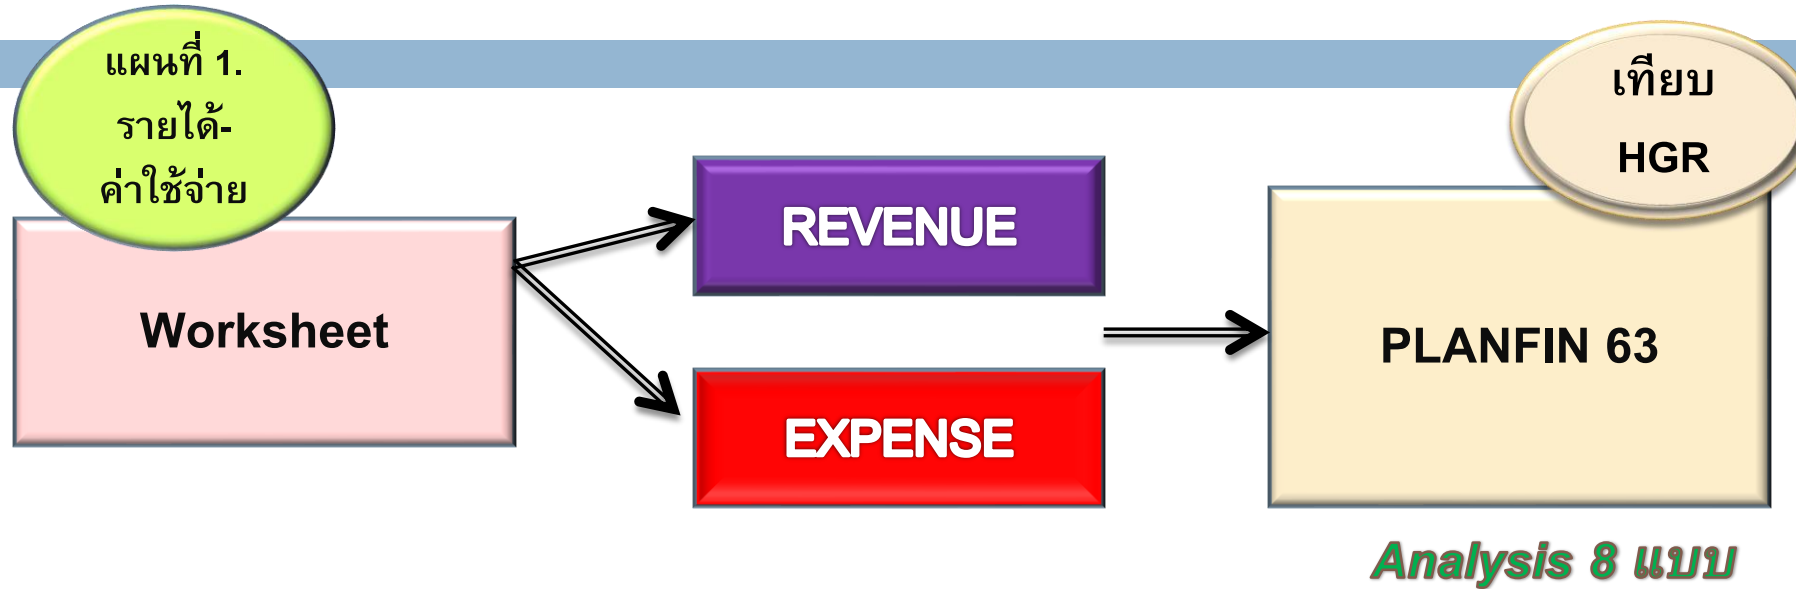 แผนที่ 1.
รายได้-
ค่าใช้จ่าย
Worksheet
REVENUE
EXPENSE
เทียบ
HGR
PLANFIN 63
Analysis 8 แบบ